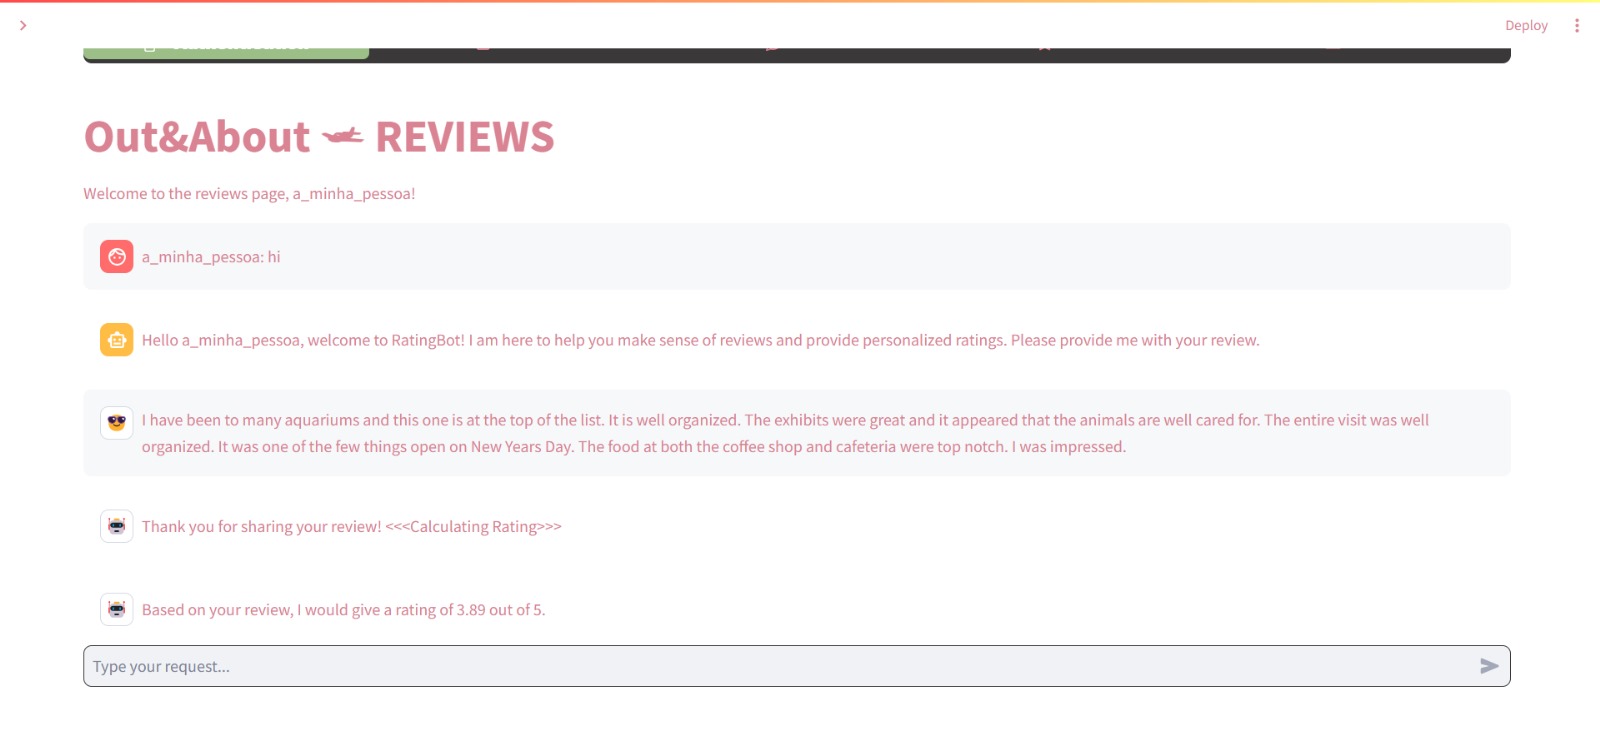 Deploy
Out&About REVIEWS
Welcome to the reviews page, a_minha_pessoa!
a_minha_pessoa: hi
Hello a_minha_pessoa, welcome to RatingBot! I am here to help you make sense of reviews and provide personalized ratings. Please provide me with your review.
I have been to many aquariums and this one is at the top of the list. It is well organized. The exhibits were great and it appeared that the animals are well cared for. The entire visit was well
organized. It was one of the few things open on New Years Day. The food at both the coffee shop and cafeteria were top notch. I was impressed.
Thank you for sharing your review! <<<Calculating Rating>>>
Based on your review, I would give a rating of 3.89 out of 5.
Type your request...